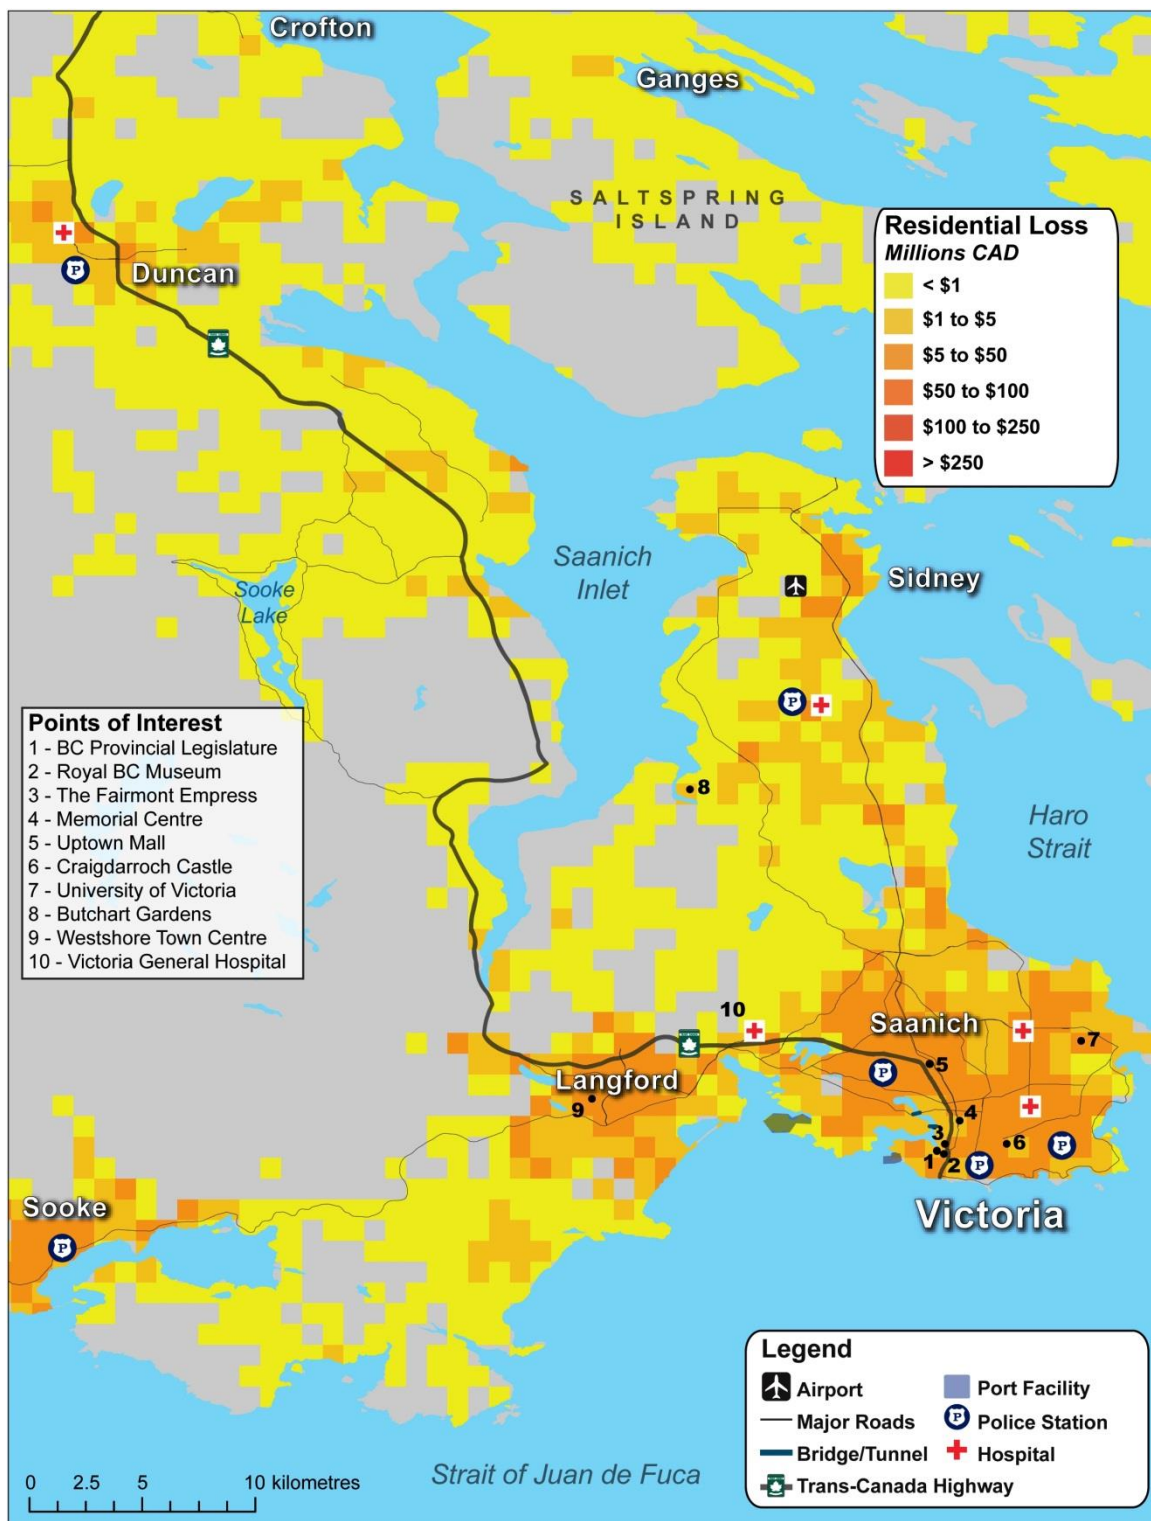 Crofton
Ganges
SALTSPRING
ISLAND
Residential Loss
Millions CAD
< $1
$1 to $5
$5 to $50
$50 to $100
$100 to $250
> $250
Duncan
P
Saanich
Inlet
Sidney
Sooke
Lake
P
Points of Interest
1 - BC Provincial Legislature
2 - Royal BC Museum
3 - The Fairmont Empress
4 - Memorial Centre
5 - Uptown Mall
6 - Craigdarroch Castle
7 - University of Victoria
8 - Butchart Gardens
9 - Westshore Town Centre
10 - Victoria General Hospital
8
Haro
Strait
10
Saanich
7
Langford
5
P
9
4
3
6
P
1
2
P
Sooke
Victoria
P
Legend
Airport
Port Facility
Major Roads
P
Police Station
Bridge/Tunnel
Hospital
Trans-Canada Highway
0 2.5 5 10 kilometres
Strait of Juan de Fuca